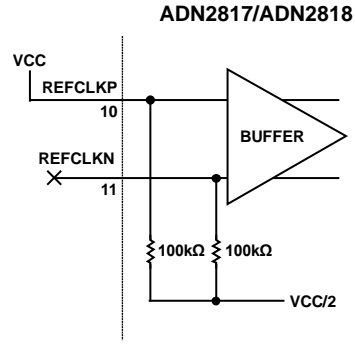 ADN2817/ADN2818
VCC
REFCLKP
10
BUFFER
REFCLKN
11
100kΩ 100kΩ
VCC/2